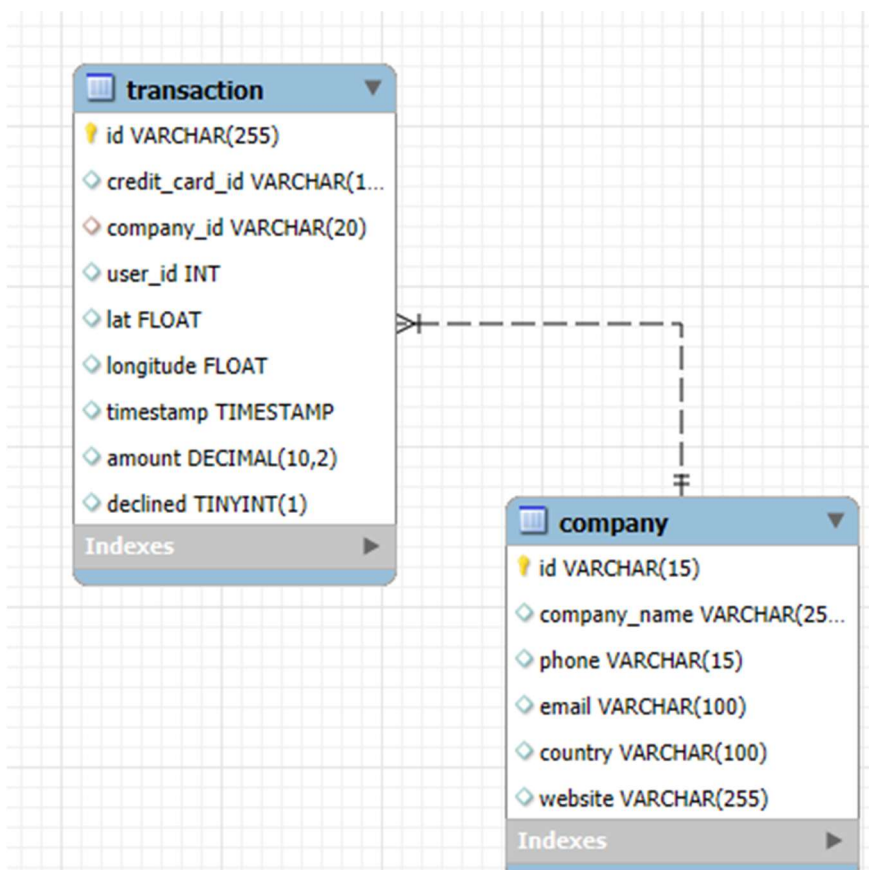 transaction
id VARCHAR(255)
credit_card_id VARCHAR(1...
company_id VARCHAR(20)
user_id INT
lat FLOAT
longitude FLOAT
timestamp TIMESTAMP
amount DECIMAL(10,2)
declined TINYINT(1)
Indexes
company
id VARCHAR(15)
company_name VARCHAR(25...
phone VARCHAR(15)
email VARCHAR(100)
country VARCHAR(100)
website VARCHAR(255)
Indexes